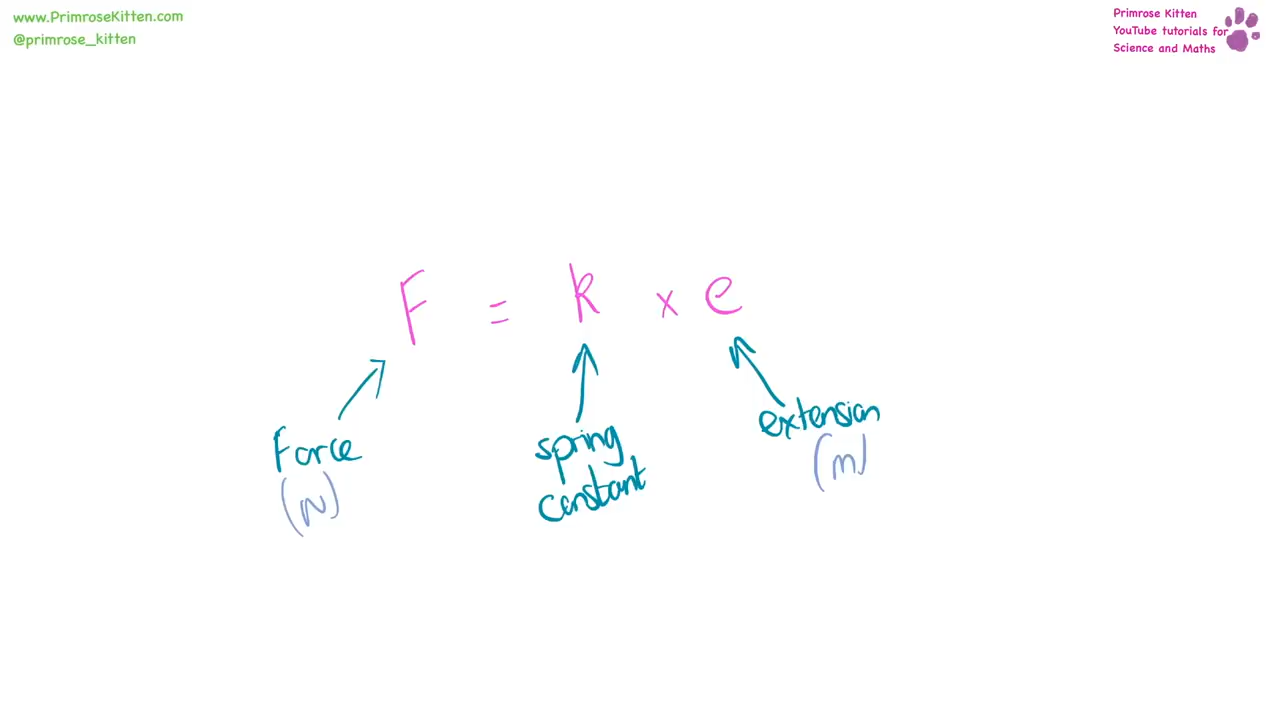 www.PrimroseKitten.com
@primrose_kitten
Primrose Kitten
YouTube tutorials for
Science and Maths
F = k × e
Force
(N)
spring
constant
extension
(m)